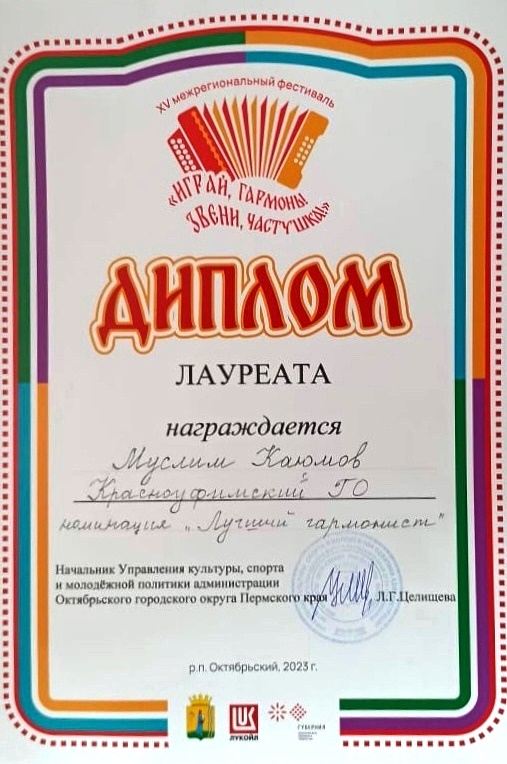 XV межрегиональный фестиваль
«ИГРАЙ, ГАРМОНЬ!
ЗВЕНИ, ЧАСТУШКА!»
ДИПЛОМ
ЛАУРЕАТА
награждается
Муслим Каюмов
Красноуфимский ГО
номинация „Лучший гармонист"
Начальник Управления культуры, спорта
и молодёжной политики администрации
Октябрьского городского округа Пермского края Л.Г.Целищева
р.п. Октябрьский, 2023 г.
ЛУКОЙЛ
ГУБЕРНИЯ